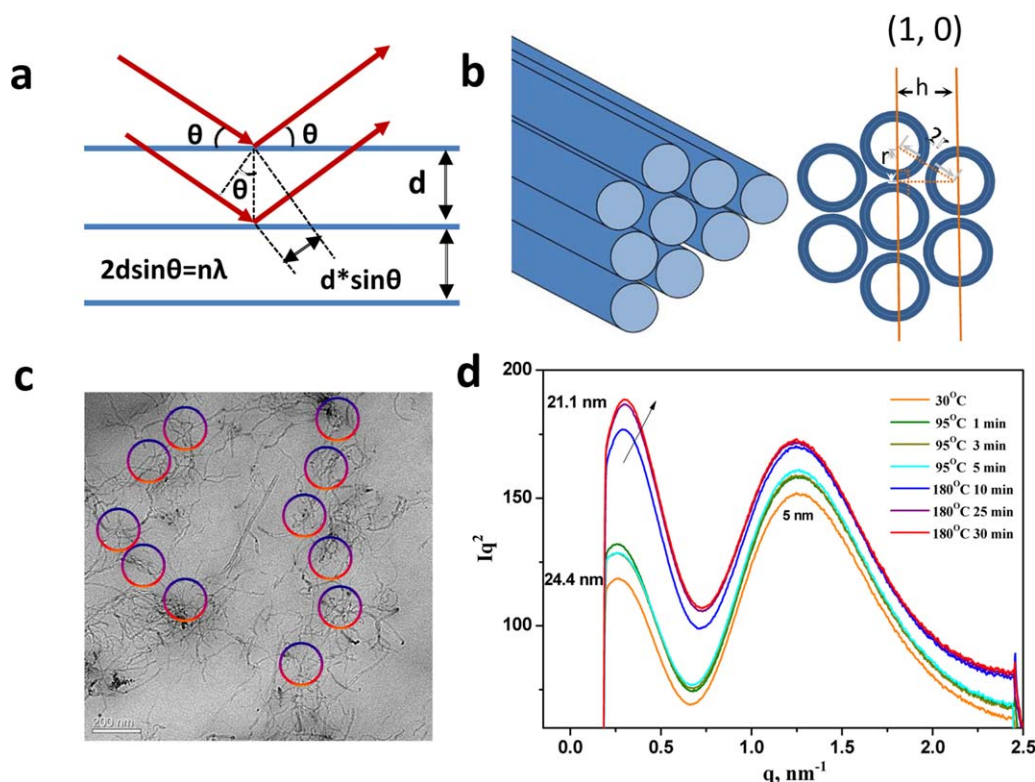 a
θ
θ
θ
d
2dsinθ=nλ
d*sinθ
b
(1, 0)
h
2r
r
c
200 nm
d
200
150
100
Iq²
21.1 nm
24.4 nm
5 nm
30°C
95°C 1 min
95°C 3 min
95°C 5 min
180°C 10 min
180°C 25 min
180°C 30 min
0.0 0.5 1.0 1.5 2.0 2.5
q, nm⁻¹